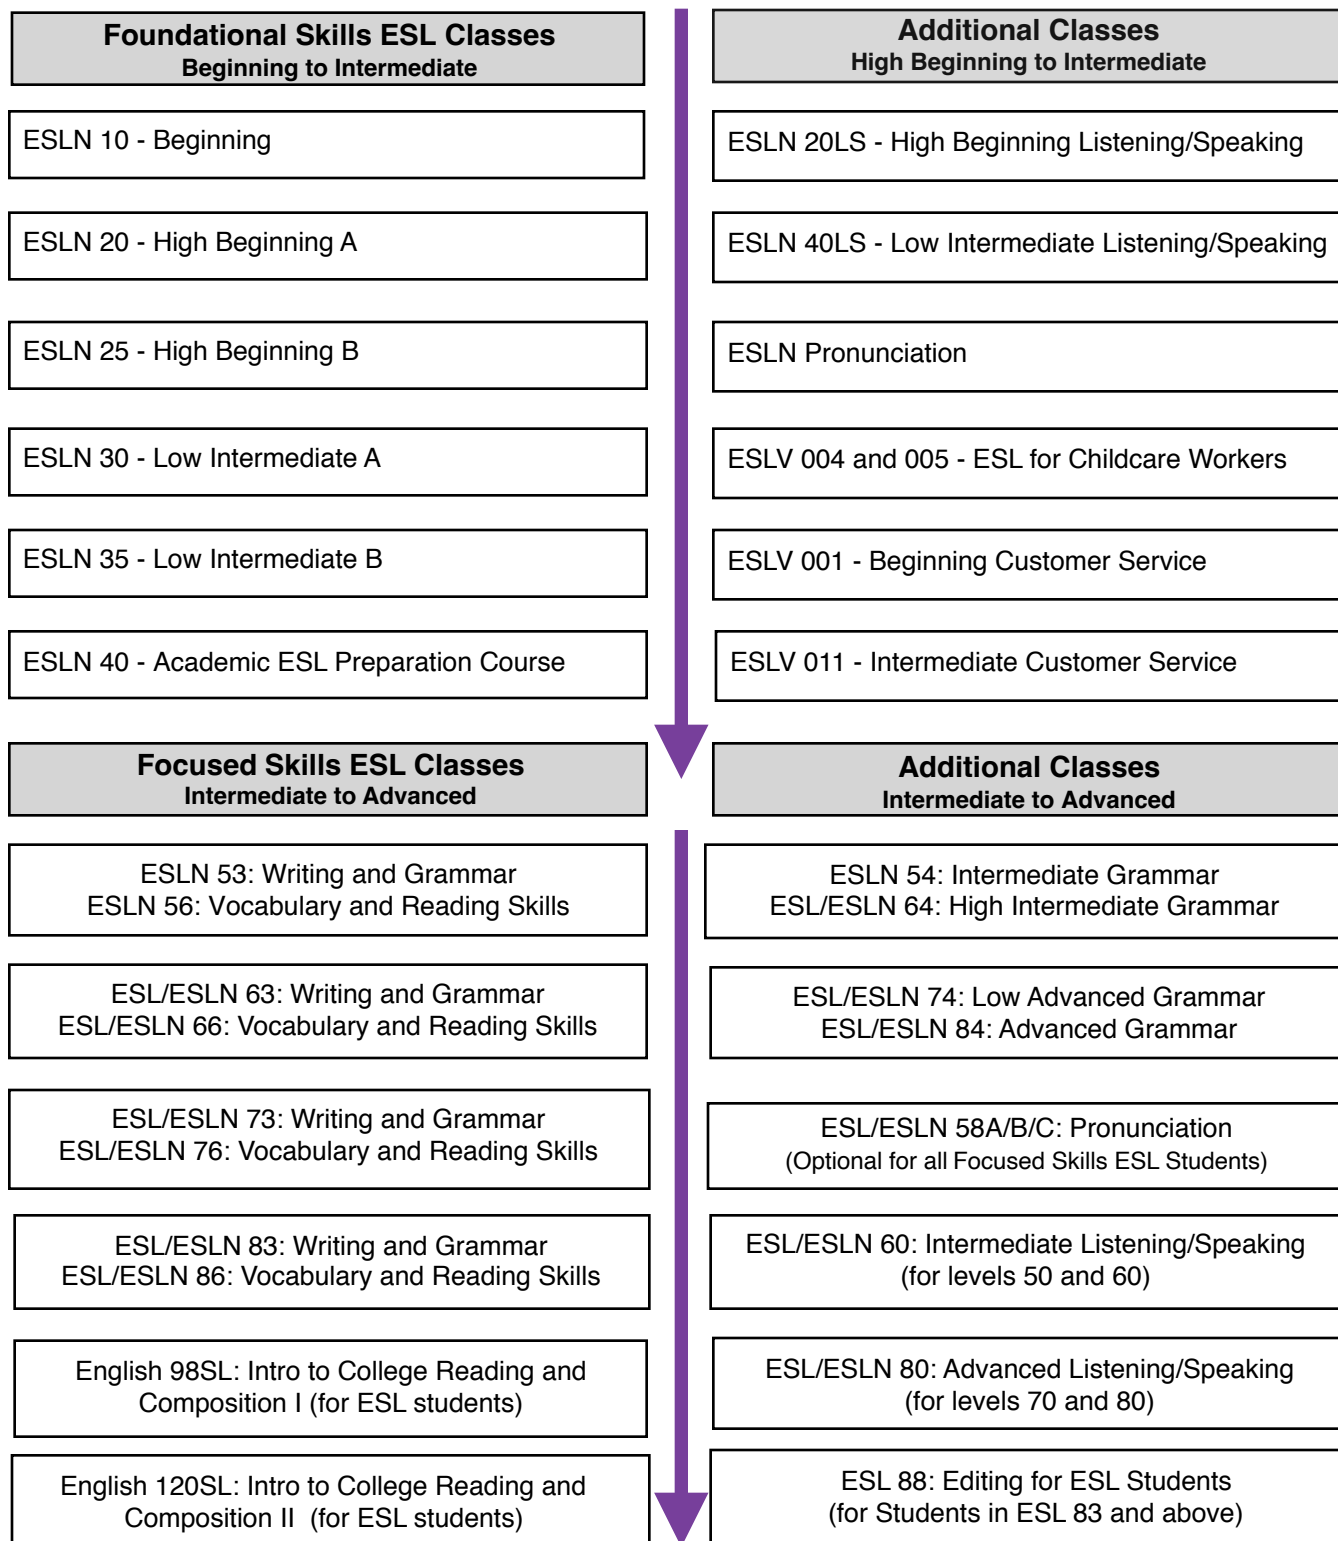 Foundational Skills ESL Classes
Beginning to Intermediate
ESLN 10 - Beginning
ESLN 20 - High Beginning A
ESLN 25 - High Beginning B
ESLN 30 - Low Intermediate A
ESLN 35 - Low Intermediate B
ESLN 40 - Academic ESL Preparation Course
Additional Classes
High Beginning to Intermediate
ESLN 20LS - High Beginning Listening/Speaking
ESLN 40LS - Low Intermediate Listening/Speaking
ESLN Pronunciation
ESLV 004 and 005 - ESL for Childcare Workers
ESLV 001 - Beginning Customer Service
ESLV 011 - Intermediate Customer Service
Focused Skills ESL Classes
Intermediate to Advanced
ESLN 53: Writing and Grammar
ESLN 56: Vocabulary and Reading Skills
ESL/ESLN 63: Writing and Grammar
ESL/ESLN 66: Vocabulary and Reading Skills
ESL/ESLN 73: Writing and Grammar
ESL/ESLN 76: Vocabulary and Reading Skills
ESL/ESLN 83: Writing and Grammar
ESL/ESLN 86: Vocabulary and Reading Skills
English 98SL: Intro to College Reading and
Composition I (for ESL students)
English 120SL: Intro to College Reading and
Composition II  (for ESL students)
Additional Classes
Intermediate to Advanced
ESLN 54: Intermediate Grammar
ESL/ESLN 64: High Intermediate Grammar
ESL/ESLN 74: Low Advanced Grammar
ESL/ESLN 84: Advanced Grammar
ESL/ESLN 58A/B/C: Pronunciation
(Optional for all Focused Skills ESL Students)
ESL/ESLN 60: Intermediate Listening/Speaking
(for levels 50 and 60)
ESL/ESLN 80: Advanced Listening/Speaking
(for levels 70 and 80)
ESL 88: Editing for ESL Students
(for Students in ESL 83 and above)